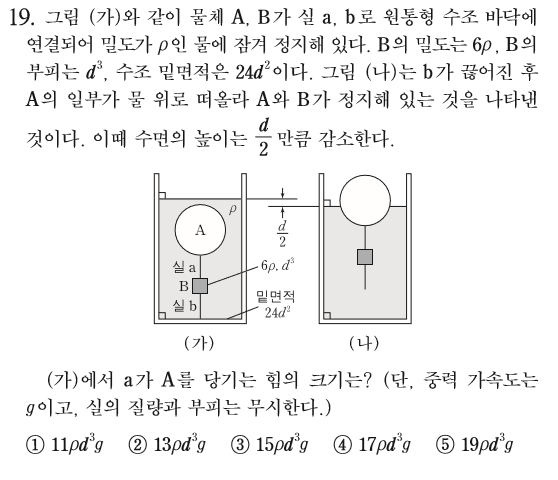 19. 그림 (가)와 같이 물체 A, B가 실 a, b로 원통형 수조 바닥에
연결되어 밀도가 ρ인 물에 잠겨 정지해 있다. B의 밀도는 6ρ, B의
부피는 d³, 수조 밑면적은 24d²이다. 그림 (나)는 b가 끊어진 후
A의 일부가 물 위로 떠올라 A와 B가 정지해 있는 것을 나타낸
것이다. 이때 수면의 높이는 d/2 만큼 감소한다.
ρ
A
d/2
실 a
6ρ, d³
B
밑면적
실 b
24d²
(가)
(나)
(가)에서 a가 A를 당기는 힘의 크기는? (단, 중력 가속도는
g이고, 실의 질량과 부피는 무시한다.)
① 11ρd³g ② 13ρd³g ③ 15ρd³g ④ 17ρd³g ⑤ 19ρd³g